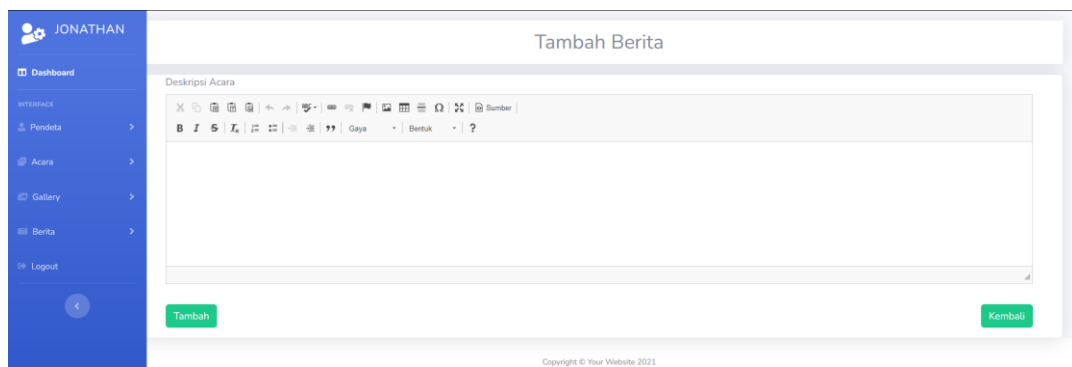 JONATHAN
Dashboard
INTERFACE
Pendeta
Acara
Gallery
Berita
Logout
Tambah Berita
Deskripsi Acara
Sumber
B I S Ix Gaya Bentuk ?
Tambah Kembali
Copyright © Your Website 2021